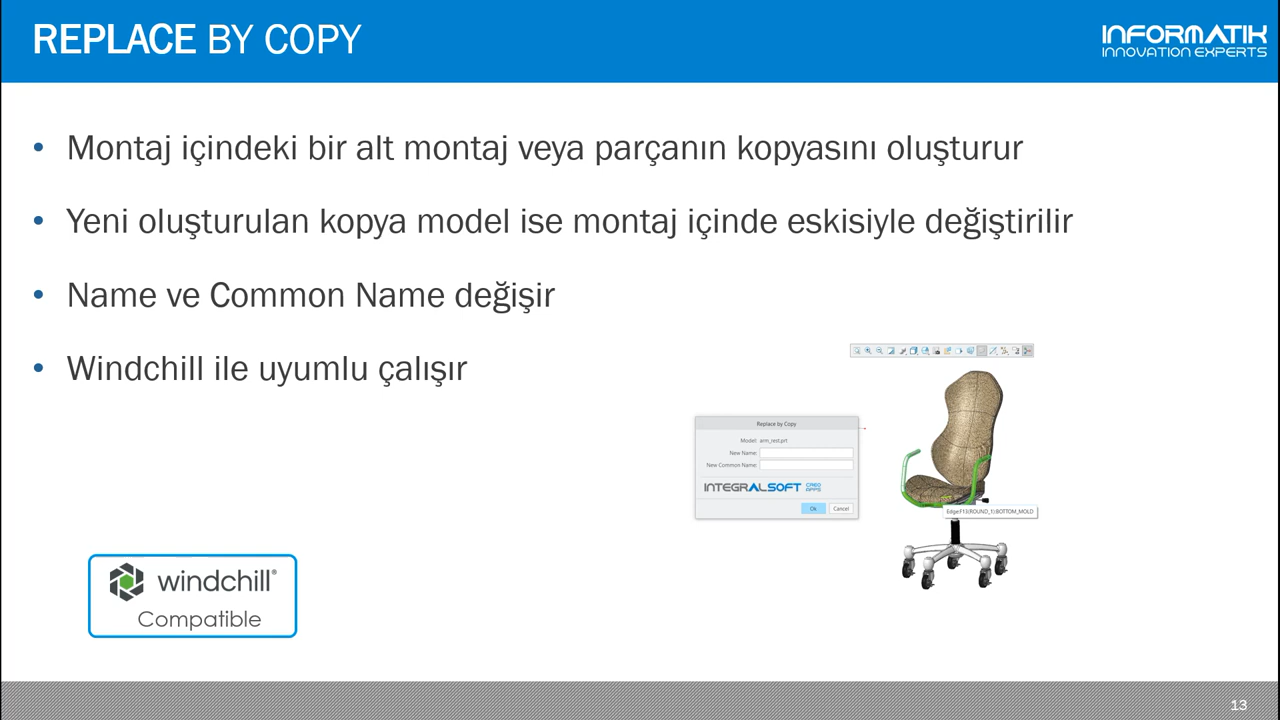 REPLACE BY COPY
INFORMATIK
INNOVATION EXPERTS
• Montaj içindeki bir alt montaj veya parçanın kopyasını oluşturur
• Yeni oluşturulan kopya model ise montaj içinde eskisiyle değiştirilir
• Name ve Common Name değişir
• Windchill ile uyumlu çalışır
Replace by Copy
Model: arm_rest.prt
New Name:
New Common Name:
INTEGRALSOFT CREO APPS
Ok Cancel
Edge:F13(ROUND_1):BOTTOM_MOLD
windchill®
Compatible
13